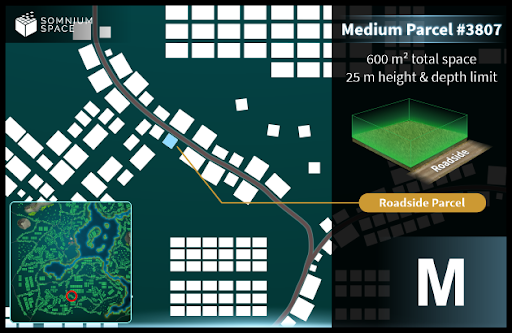 SOMNIUM
SPACE
Medium Parcel #3807
600 m² total space
25 m height & depth limit
Roadside
Roadside Parcel
M